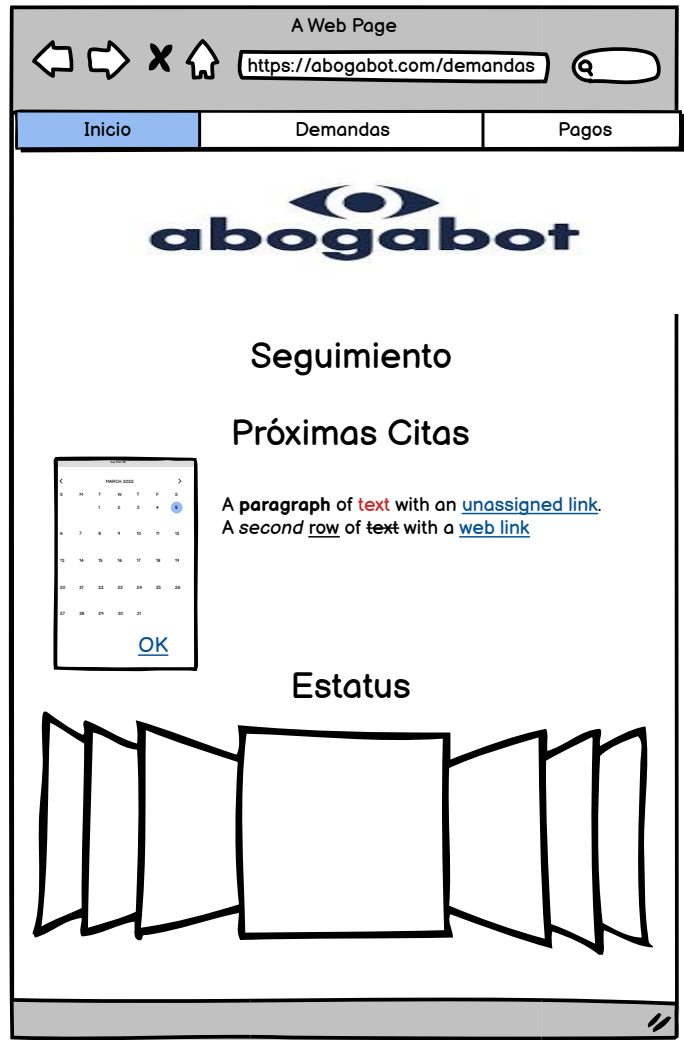 A Web Page
https://abogabot.com/demandas
Inicio Demandas Pagos
abogabot
Seguimiento
Próximas Citas
MARCH 2022
S M T W T F S
1 2 3 4 5
6 7 8 9 10 11 12
13 14 15 16 17 18 19
20 21 22 23 24 25 26
27 28 29 30 31
OK
A paragraph of text with an unassigned link.
A second row of text with a web link
Estatus